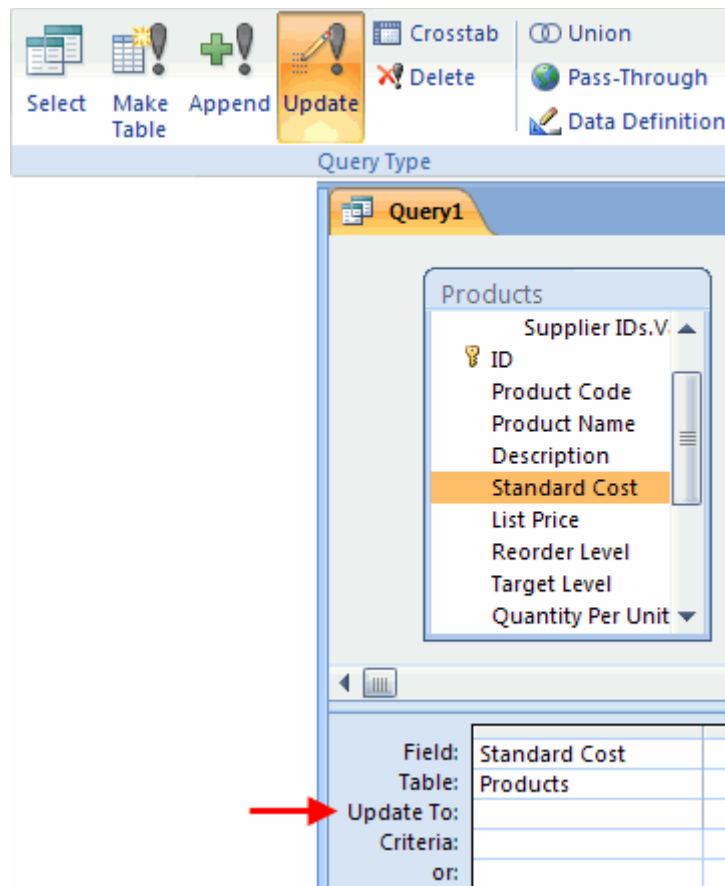 Select
Make Table
Append
Update
Crosstab
Delete
Union
Pass-Through
Data Definition
Query Type
Query1
Products
Supplier IDs.V
ID
Product Code
Product Name
Description
Standard Cost
List Price
Reorder Level
Target Level
Quantity Per Unit
Field: Standard Cost
Table: Products
Update To:
Criteria:
or: